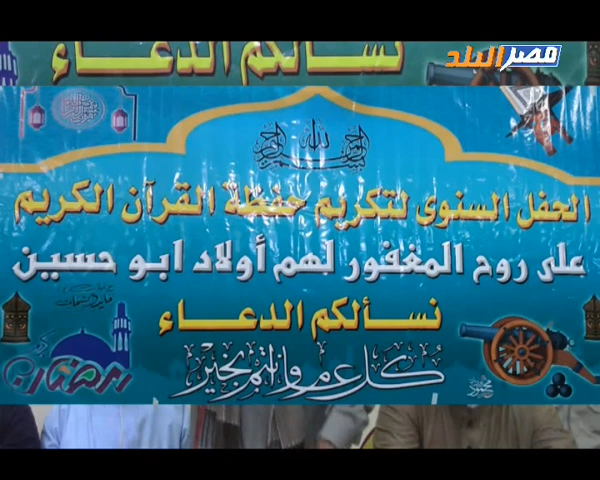 مصر البلد
نسألكم الدعاء
بسم الله الرحمن الرحيم
الحفل السنوى لتكريم حفظة القرآن الكريم
على روح المغفور لهم أولاد ابو حسين
نسألكم الدعاء
كل عام وانتم بخير
رمضان